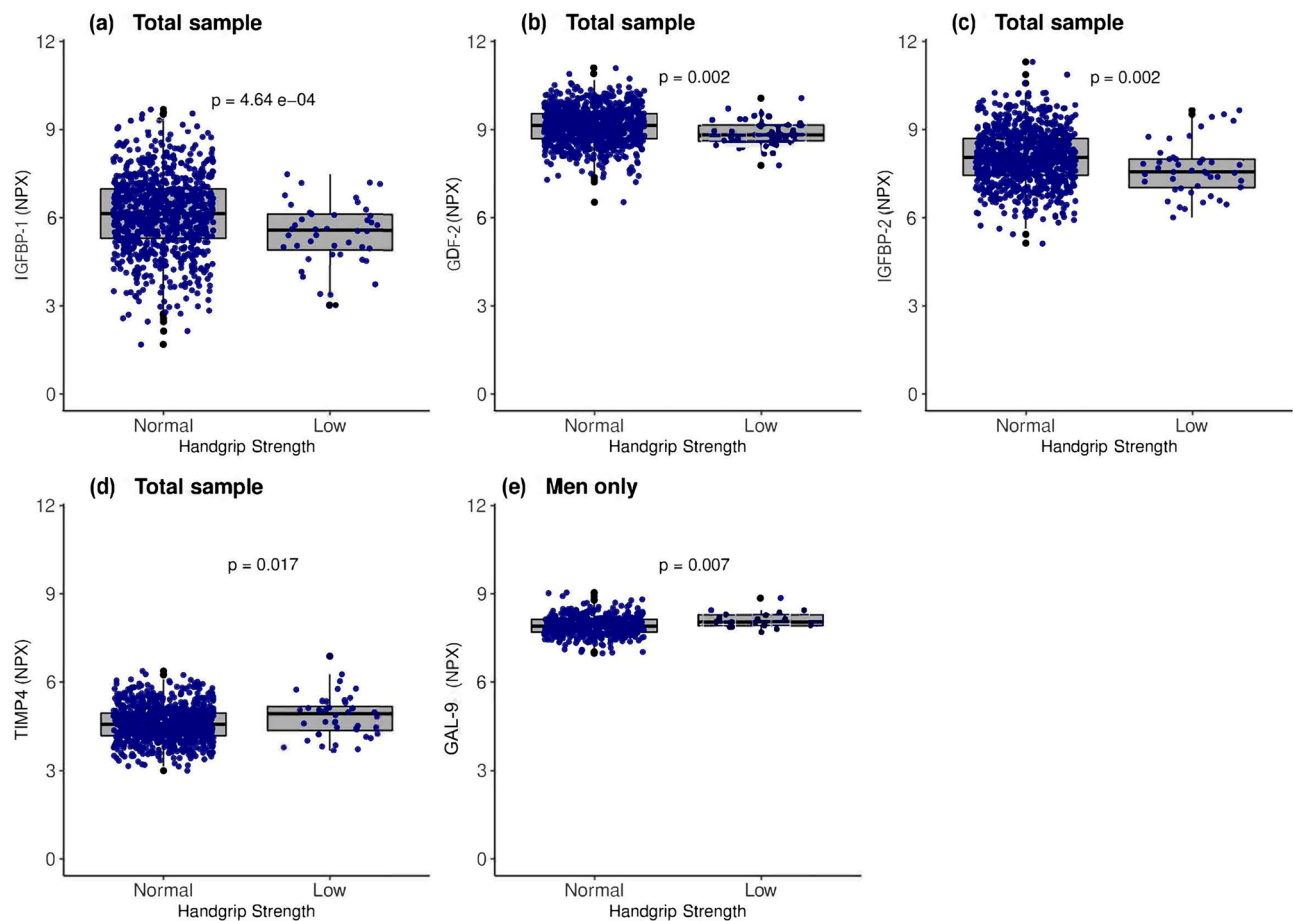 (a) Total sample
12
9
6
3
0
IGFBP-1 (NPX)
p = 4.64 e−04
Normal
Low
Handgrip Strength
(b) Total sample
12
9
6
3
0
GDF-2 (NPX)
p = 0.002
Normal
Low
Handgrip Strength
(c) Total sample
12
9
6
3
0
IGFBP-2 (NPX)
p = 0.002
Normal
Low
Handgrip Strength
(d) Total sample
12
9
6
3
0
TIMP4 (NPX)
p = 0.017
Normal
Low
Handgrip Strength
(e) Men only
12
9
6
3
0
GAL-9 (NPX)
p = 0.007
Normal
Low
Handgrip Strength